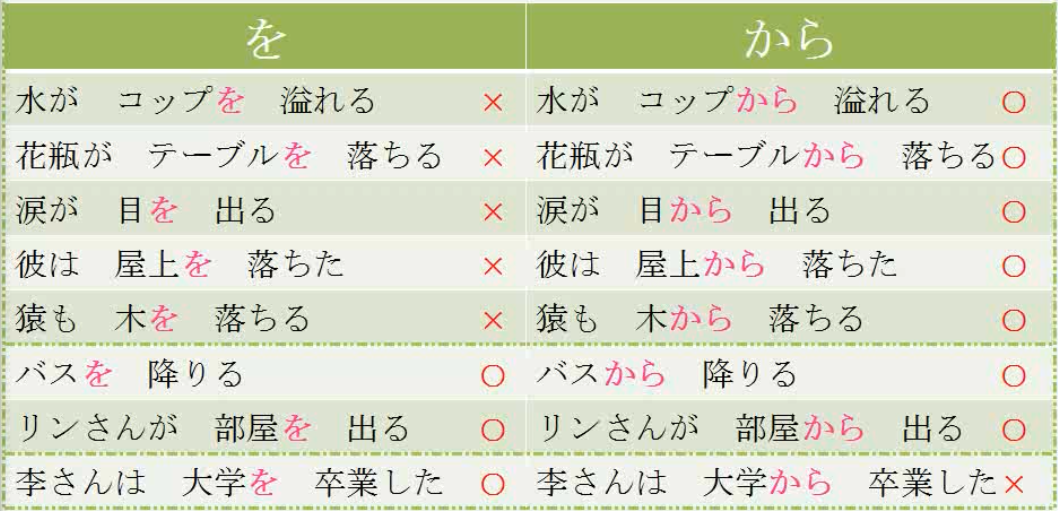 を から
水が コップを 溢れる × 水が コップから 溢れる ○
花瓶が テーブルを 落ちる × 花瓶が テーブルから 落ちる○
涙が 目を 出る × 涙が 目から 出る ○
彼は 屋上を 落ちた × 彼は 屋上から 落ちた ○
猿も 木を 落ちる × 猿も 木から 落ちる ○
バスを 降りる ○ バスから 降りる ○
リンさんが 部屋を 出る ○ リンさんが 部屋から 出る ○
李さんは 大学を 卒業した ○ 李さんは 大学から 卒業した×